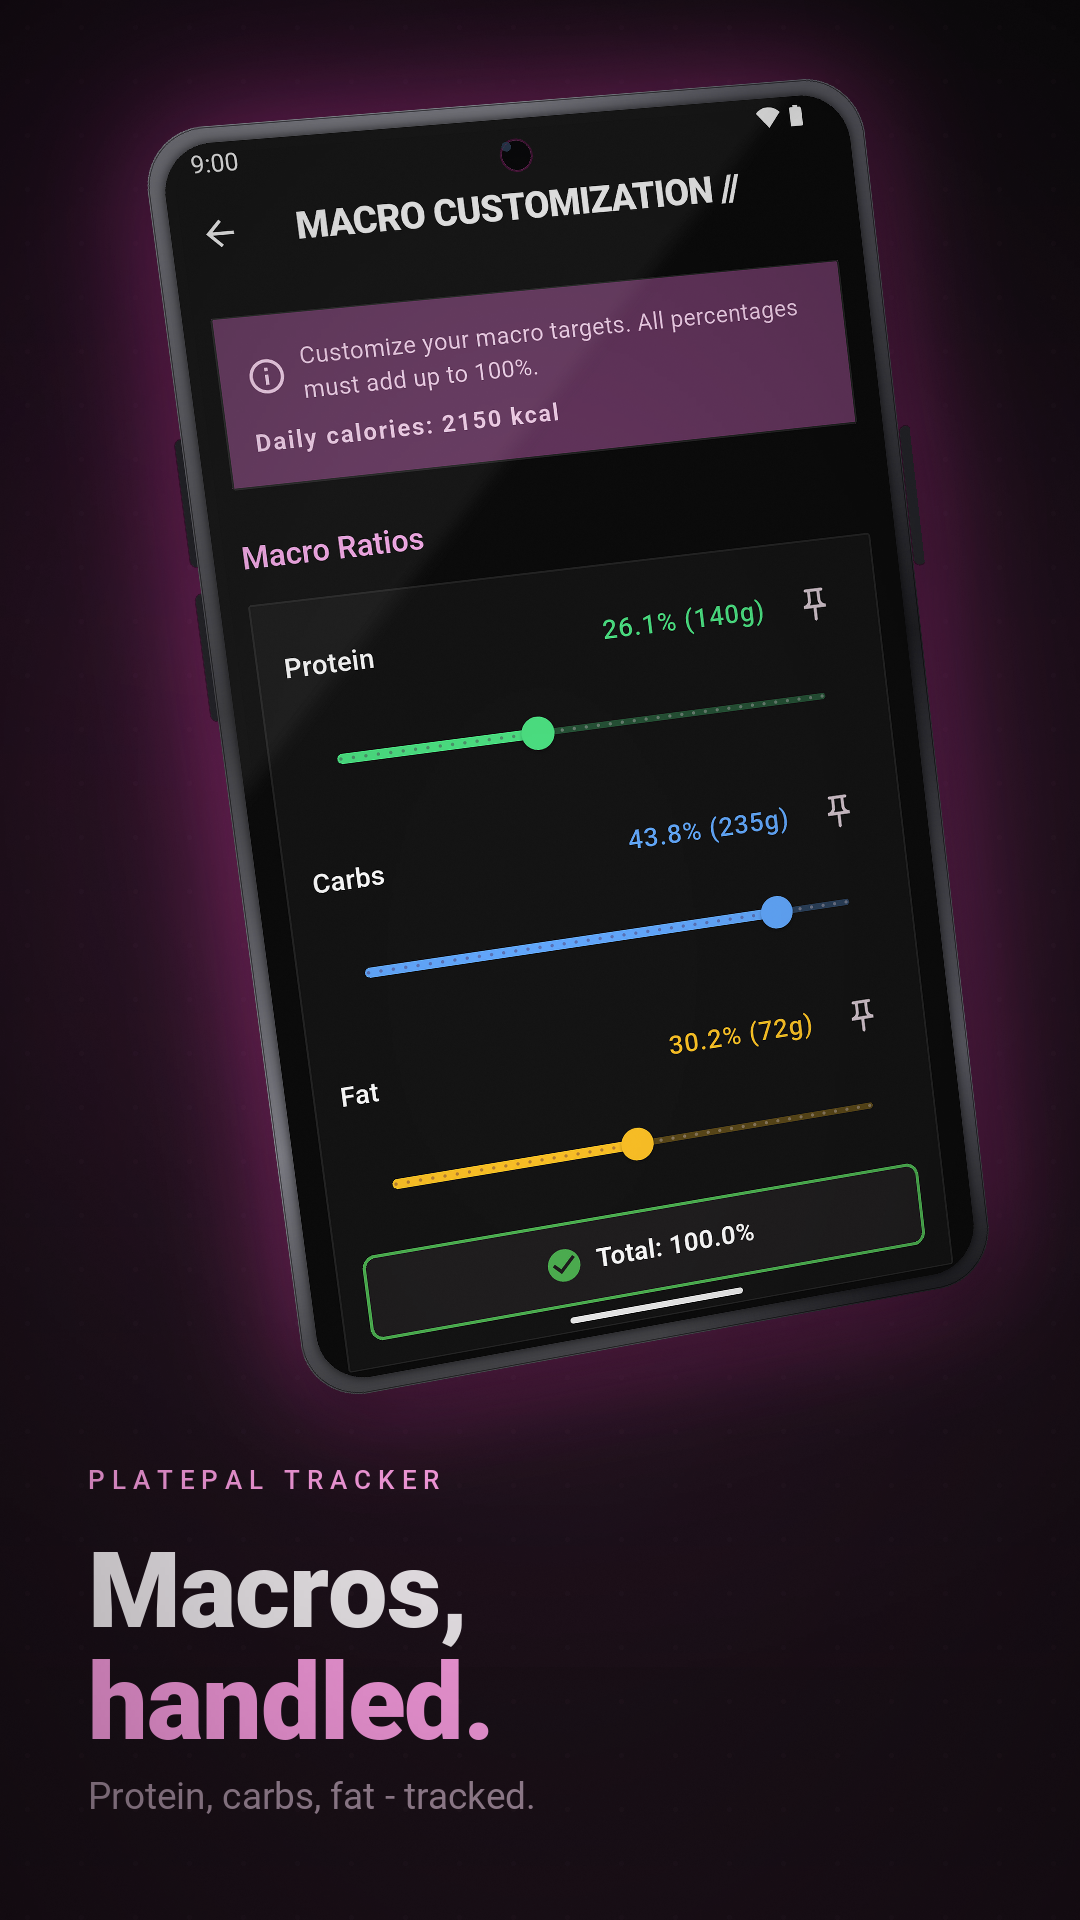 9:00
MACRO CUSTOMIZATION //
Customize your macro targets. All percentages
must add up to 100%.
Daily calories: 2150 kcal
Macro Ratios
Protein
26.1% (140g)
Carbs
43.8% (235g)
Fat
30.2% (72g)
Total: 100.0%
PLATEPAL TRACKER
Macros,
handled.
Protein, carbs, fat - tracked.